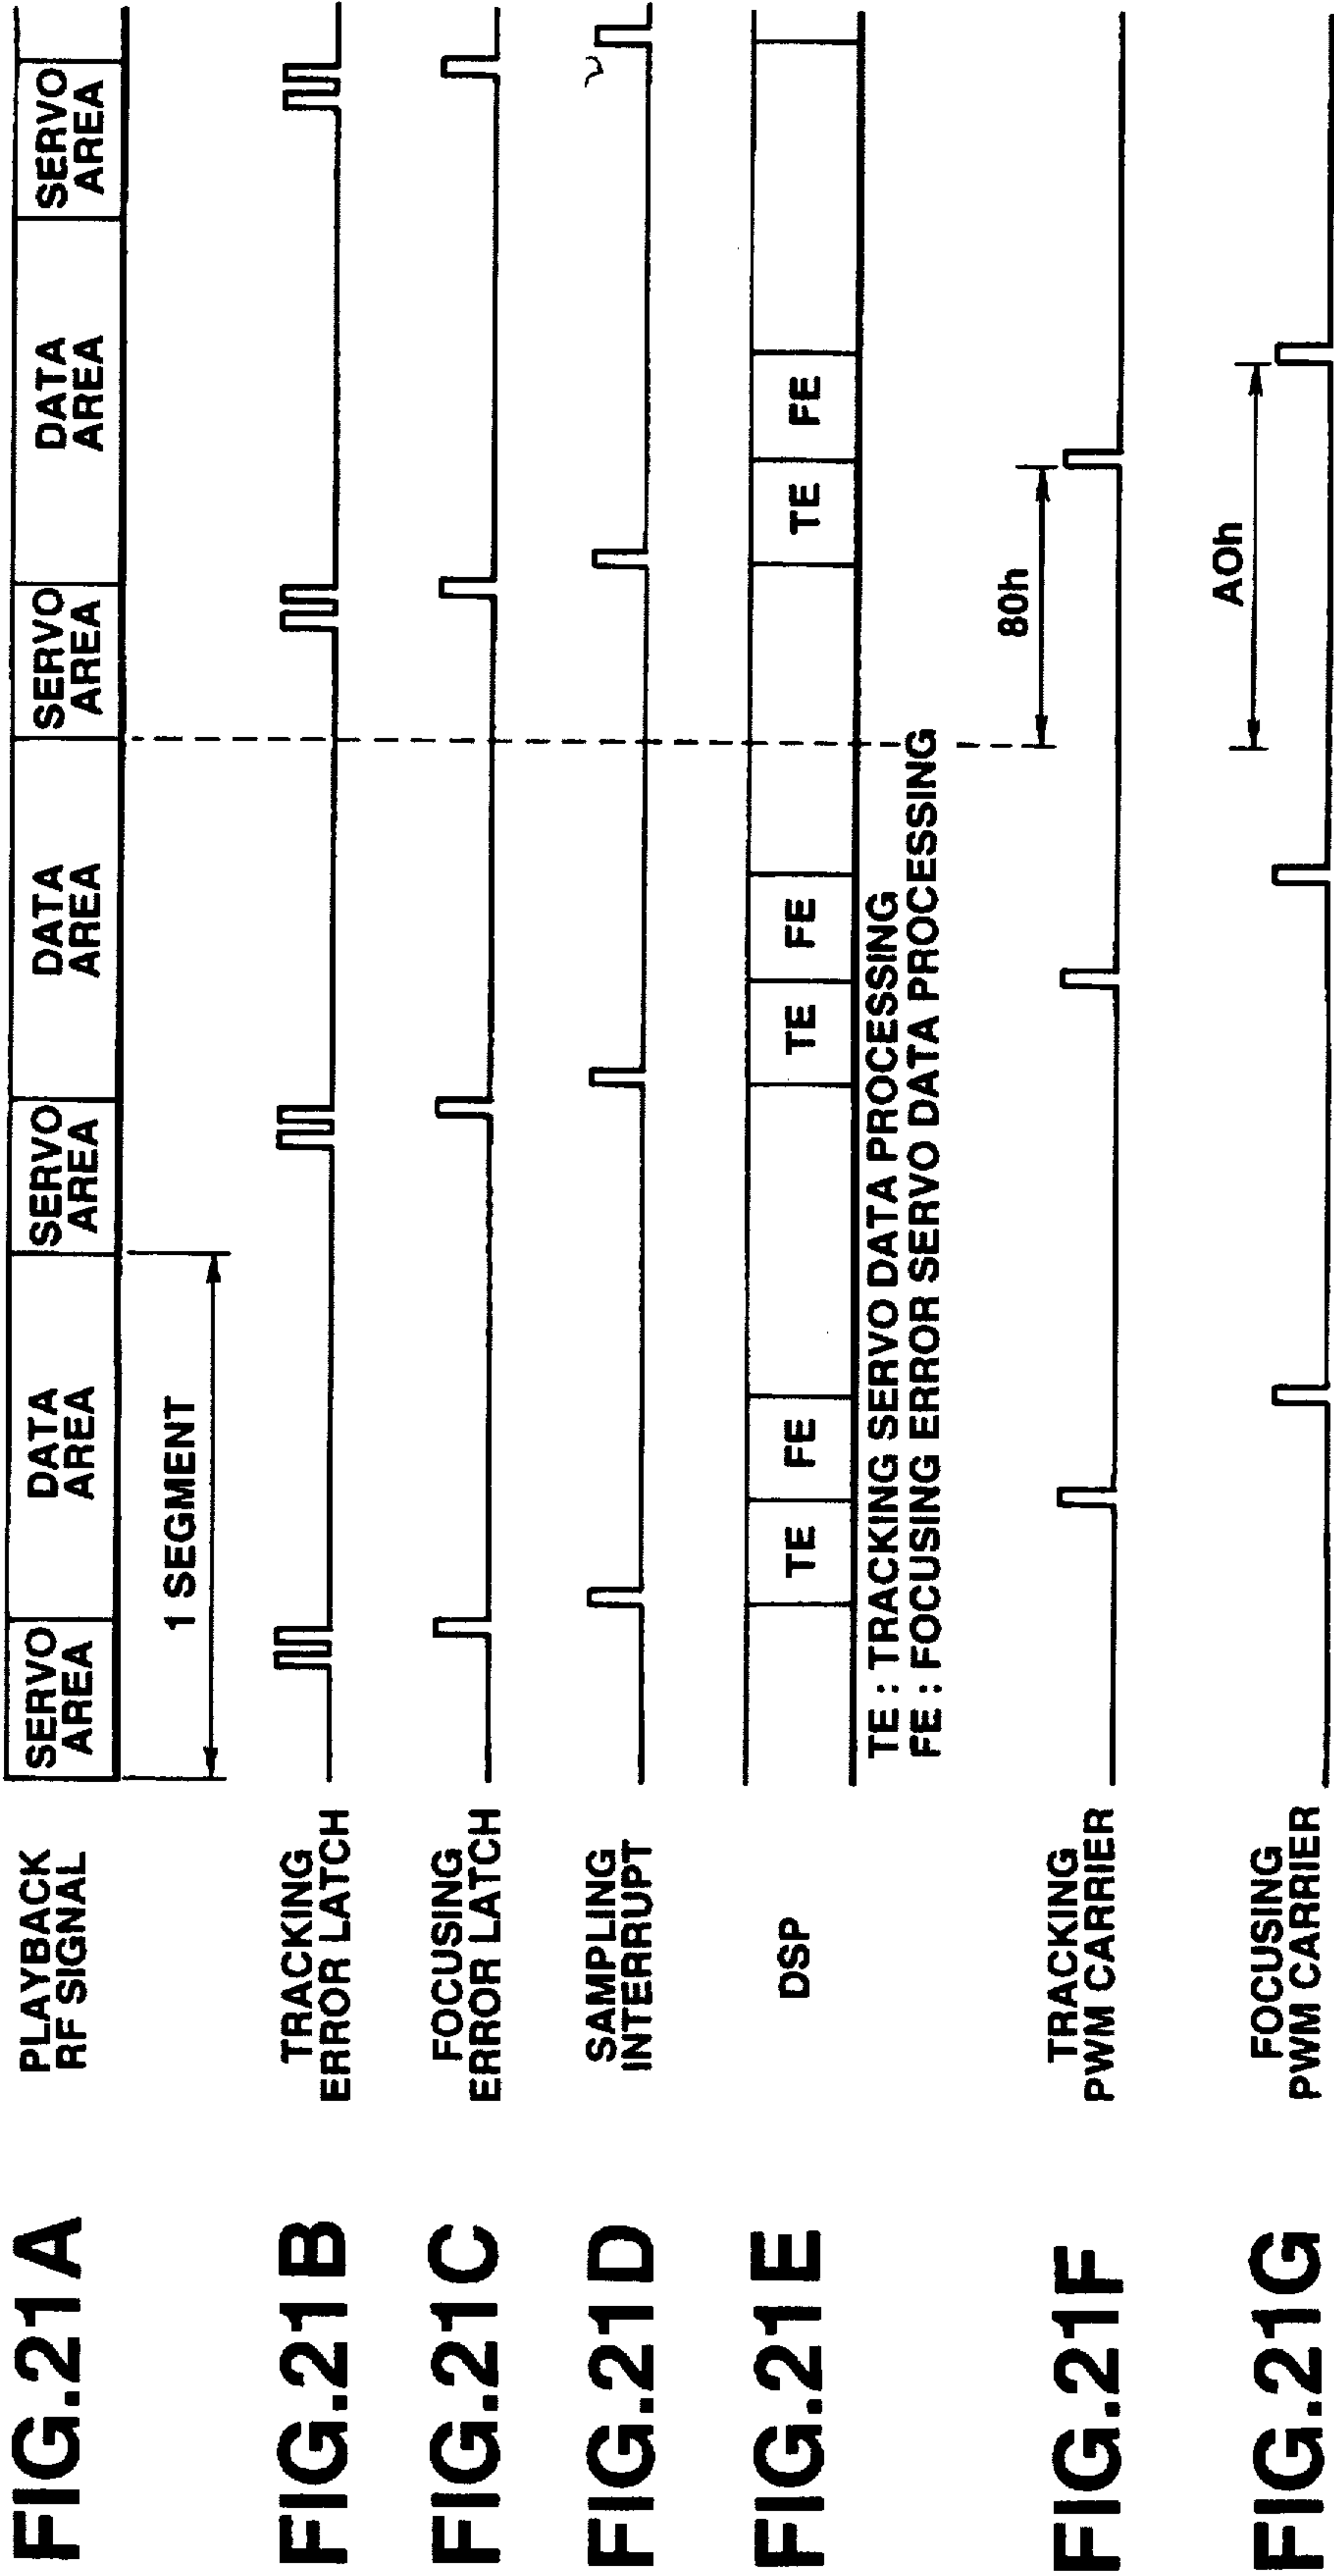 FIG.21A
PLAYBACK
RF SIGNAL
SERVO
AREA
DATA
AREA
SERVO
AREA
DATA
AREA
SERVO
AREA
DATA
AREA
SERVO
AREA
1 SEGMENT
FIG.21B
TRACKING
ERROR LATCH
FIG.21C
FOCUSING
ERROR LATCH
FIG.21D
SAMPLING
INTERRUPT
FIG.21E
DSP
TE
FE
TE
FE
TE
FE
TE : TRACKING SERVO DATA PROCESSING
FE : FOCUSING ERROR SERVO DATA PROCESSING
FIG.21F
TRACKING
PWM CARRIER
80h
FIG.21G
FOCUSING
PWM CARRIER
A0h